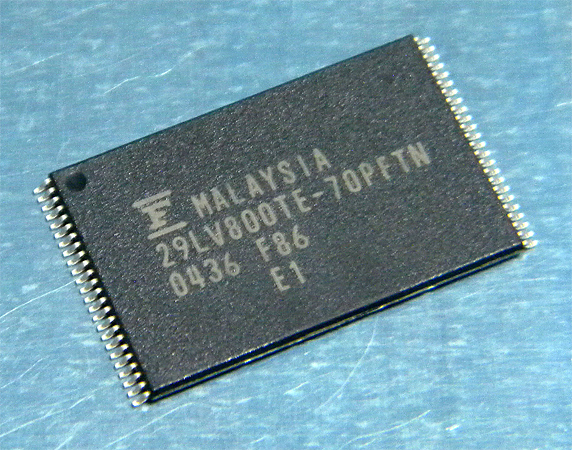 MALAYSIA
29LV800TE-70PFTN
0436 F86
E1